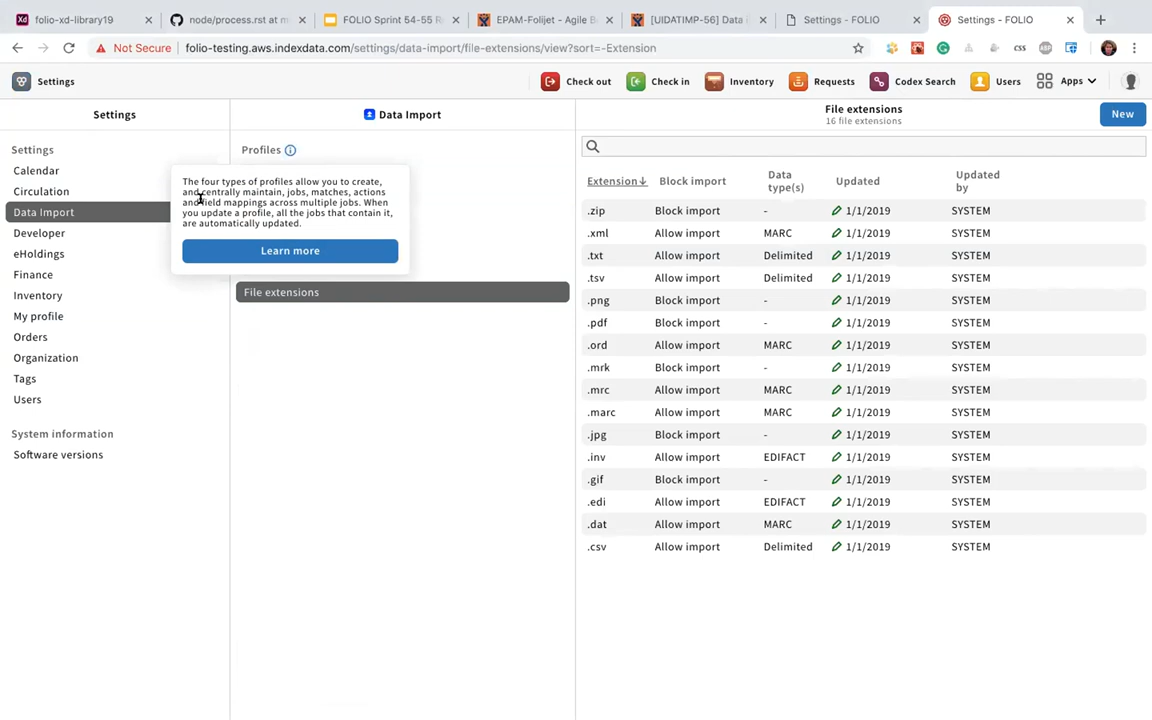 folio-xd-library19
node/process.rst at m
FOLIO Sprint 54-55 R
EPAM-Folijet - Agile B
[UIDATIMP-56] Data i
Settings - FOLIO
Settings - FOLIO
Not Secure
folio-testing.aws.indexdata.com/settings/data-import/file-extensions/view?sort=-Extension
Settings
Check out
Check in
Inventory
Requests
Codex Search
Users
Apps
Settings
Settings
Calendar
Circulation
Data Import
Developer
eHoldings
Finance
Inventory
My profile
Orders
Organization
Tags
Users
System information
Software versions
Data Import
Profiles
The four types of profiles allow you to create,
and centrally maintain, jobs, matches, actions
and field mappings across multiple jobs. When
you update a profile, all the jobs that contain it,
are automatically updated.
Learn more
File extensions
File extensions
16 file extensions
New
Extension↓ Block import Data type(s) Updated Updated by
.zip Block import - 1/1/2019 SYSTEM
.xml Allow import MARC 1/1/2019 SYSTEM
.txt Allow import Delimited 1/1/2019 SYSTEM
.tsv Allow import Delimited 1/1/2019 SYSTEM
.png Block import - 1/1/2019 SYSTEM
.pdf Block import - 1/1/2019 SYSTEM
.ord Allow import MARC 1/1/2019 SYSTEM
.mrk Block import - 1/1/2019 SYSTEM
.mrc Allow import MARC 1/1/2019 SYSTEM
.marc Allow import MARC 1/1/2019 SYSTEM
.jpg Block import - 1/1/2019 SYSTEM
.inv Allow import EDIFACT 1/1/2019 SYSTEM
.gif Block import - 1/1/2019 SYSTEM
.edi Allow import EDIFACT 1/1/2019 SYSTEM
.dat Allow import MARC 1/1/2019 SYSTEM
.csv Allow import Delimited 1/1/2019 SYSTEM